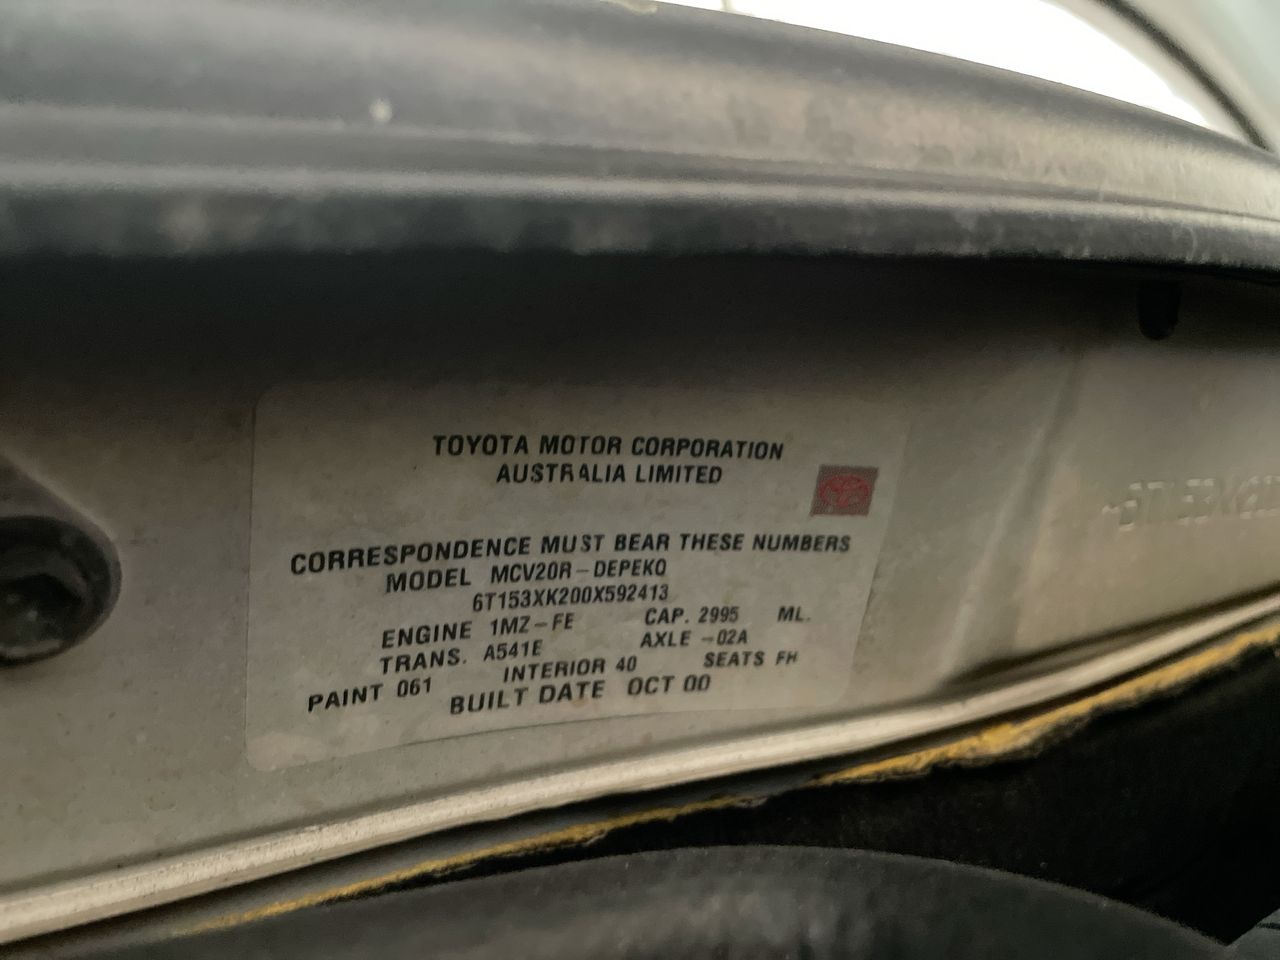 TOYOTA MOTOR CORPORATION
AUSTRALIA LIMITED
CORRESPONDENCE MUST BEAR THESE NUMBERS
MODEL MCV20R-DEPEKQ
6T153XK200X592413
ENGINE 1MZ-FE CAP. 2995 ML.
TRANS. A541E AXLE -02A
PAINT 061 INTERIOR 40 SEATS FH
BUILT DATE OCT 00